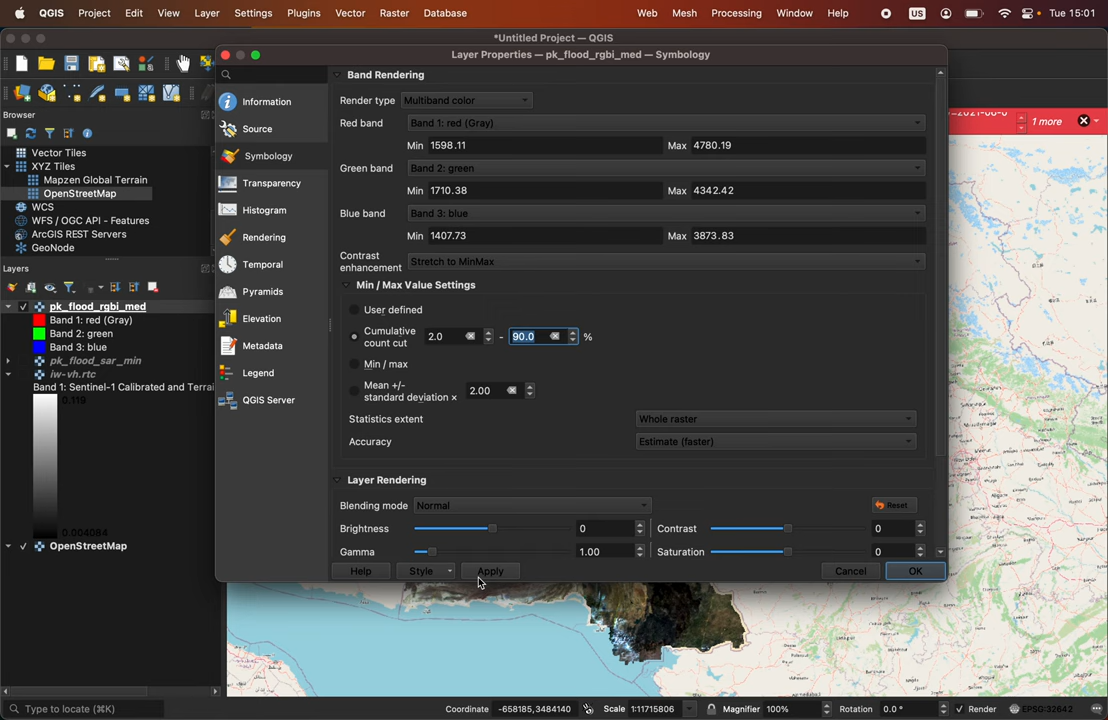 QGIS Project Edit View Layer Settings Plugins Vector Raster Database Web Mesh Processing Window Help US Tue 15:01
*Untitled Project — QGIS
Layer Properties — pk_flood_rgbi_med — Symbology
1 more
Browser
Vector Tiles
XYZ Tiles
Mapzen Global Terrain
OpenStreetMap
WCS
WFS / OGC API - Features
ArcGIS REST Servers
GeoNode
Layers
pk_flood_rgbi_med
Band 1: red (Gray)
Band 2: green
Band 3: blue
pk_flood_sar_min
iw-vh.rtc
Band 1: Sentinel-1 Calibrated and Terrai
0.119
0.004084
OpenStreetMap
Information
Source
Symbology
Transparency
Histogram
Rendering
Temporal
Pyramids
Elevation
Metadata
Legend
QGIS Server
Band Rendering
Render type Multiband color
Red band Band 1: red (Gray)
Min 1598.11 Max 4780.19
Green band Band 2: green
Min 1710.38 Max 4342.42
Blue band Band 3: blue
Min 1407.73 Max 3873.83
Contrast
enhancement Stretch to MinMax
Min / Max Value Settings
User defined
Cumulative
count cut 2.0 - 90.0 %
Min / max
Mean +/-
standard deviation × 2.00
Statistics extent Whole raster
Accuracy Estimate (faster)
Layer Rendering
Blending mode Normal Reset
Brightness 0 Contrast 0
Gamma 1.00 Saturation 0
Help Style Apply Cancel OK
Type to locate (⌘K) Coordinate -658185,3484140 Scale 1:11715806 Magnifier 100% Rotation 0.0 ° Render EPSG:32642